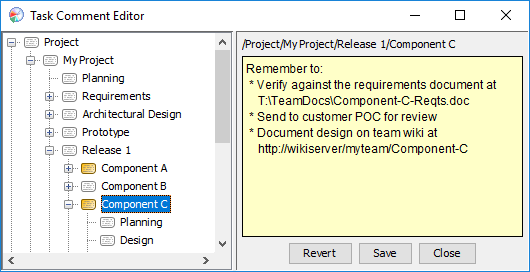 Task Comment Editor
Project
My Project
Planning
Requirements
Architectural Design
Prototype
Release 1
Component A
Component B
Component C
Planning
Design
/Project/My Project/Release 1/Component C
Remember to:
* Verify against the requirements document at
T:\TeamDocs\Component-C-Reqts.doc
* Send to customer POC for review
* Document design on team wiki at
http://wikiserver/myteam/Component-C
Revert
Save
Close